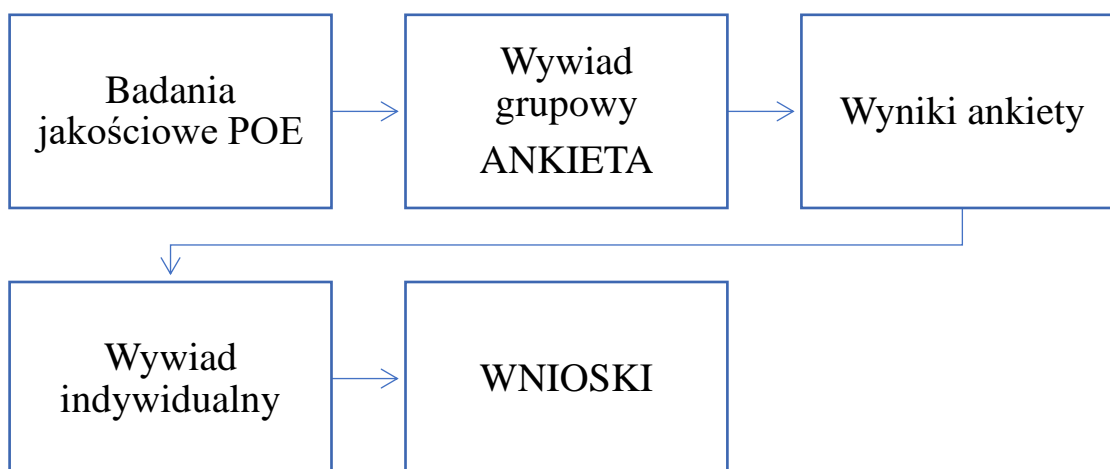 Badania
jakościowe POE
Wywiad
grupowy
ANKIETA
Wyniki ankiety
Wywiad
indywidualny
WNIOSKI